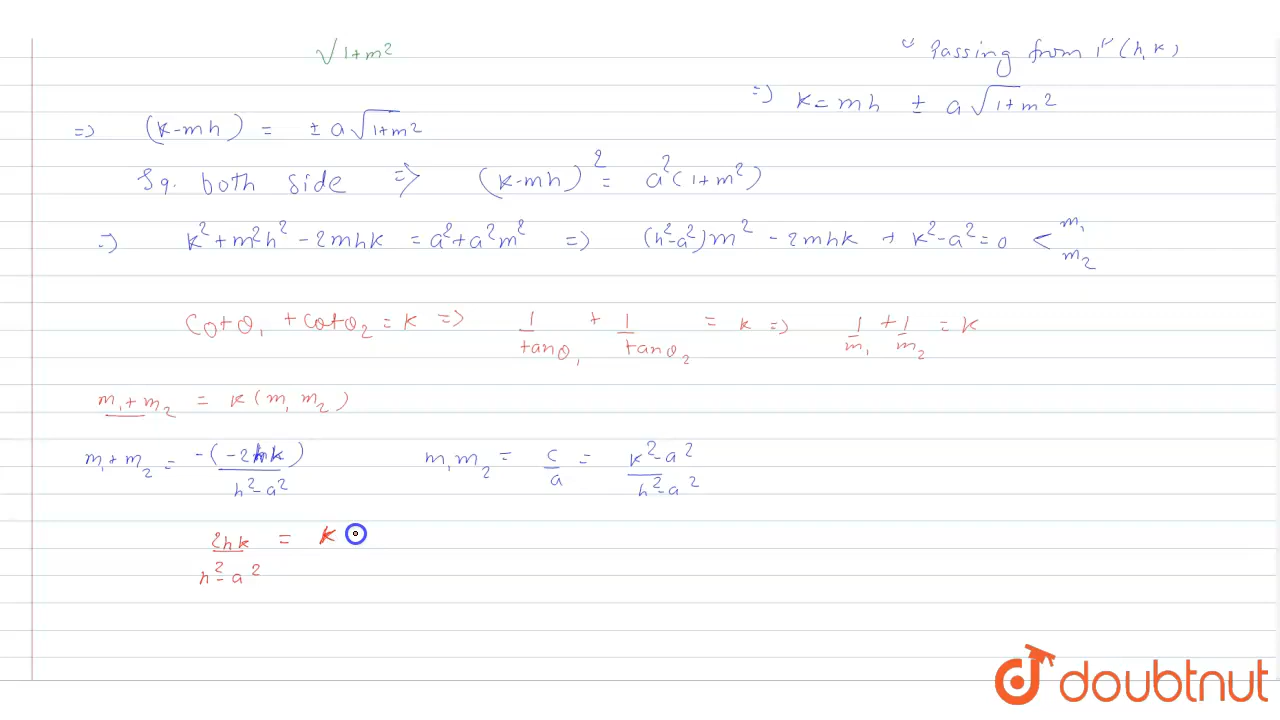 √1+m²
Passing from P(h,k)
=> k=mh ± a√1+m²
=> (k-mh) = ± a√1+m²
Sq. both side => (k-mh)² = a²(1+m²)
=> k²+m²h²-2mhk = a²+a²m² => (h²-a²)m² - 2mhk + k²-a²=0 < m₁ m₂
Cotθ₁ + Cotθ₂ = k => 1/tanθ₁ + 1/tanθ₂ = k => 1/m₁ + 1/m₂ = k
m₁+m₂ = k(m₁ m₂)
m₁+m₂ = -(-2hk)/h²-a² m₁m₂ = c/a = k²-a²/h²-a²
2hk/h²-a² = k
doubtnut